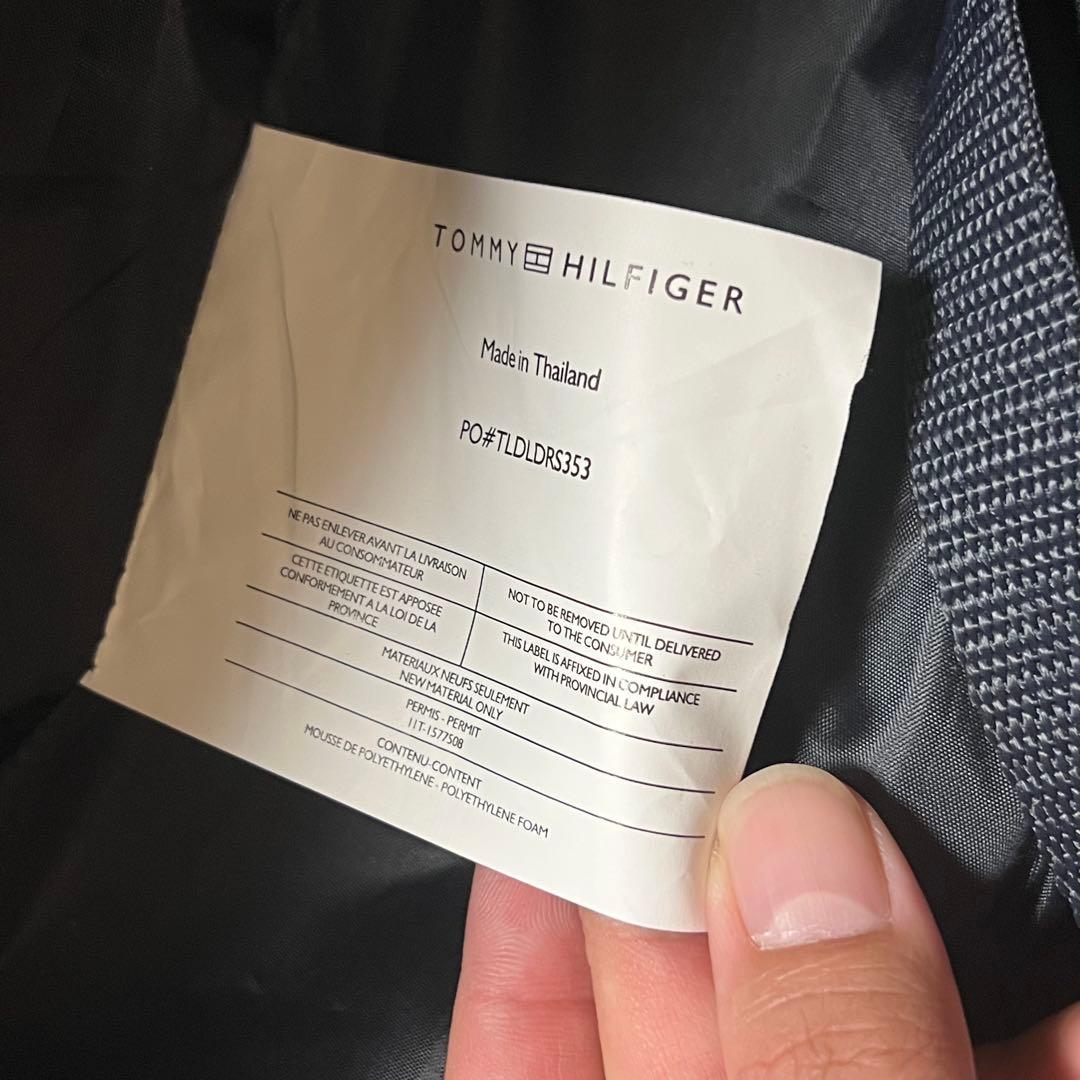 TOMMY HILFIGER
Made in Thailand
PO#TLDLDRS353
NE PAS ENLEVER AVANT LA LIVRAISON
AU CONSOMMATEUR
NOT TO BE REMOVED UNTIL DELIVERED
TO THE CONSUMER
CETTE ETIQUETTE EST APPOSEE
CONFORMEMENT A LA LOI DE LA
PROVINCE
THIS LABEL IS AFFIXED IN COMPLIANCE
WITH PROVINCIAL LAW
MATERIAUX NEUFS SEULEMENT
NEW MATERIAL ONLY
PERMIS - PERMIT
11T-1577508
CONTENU-CONTENT
MOUSSE DE POLYETHYLENE - POLYETHYLENE FOAM